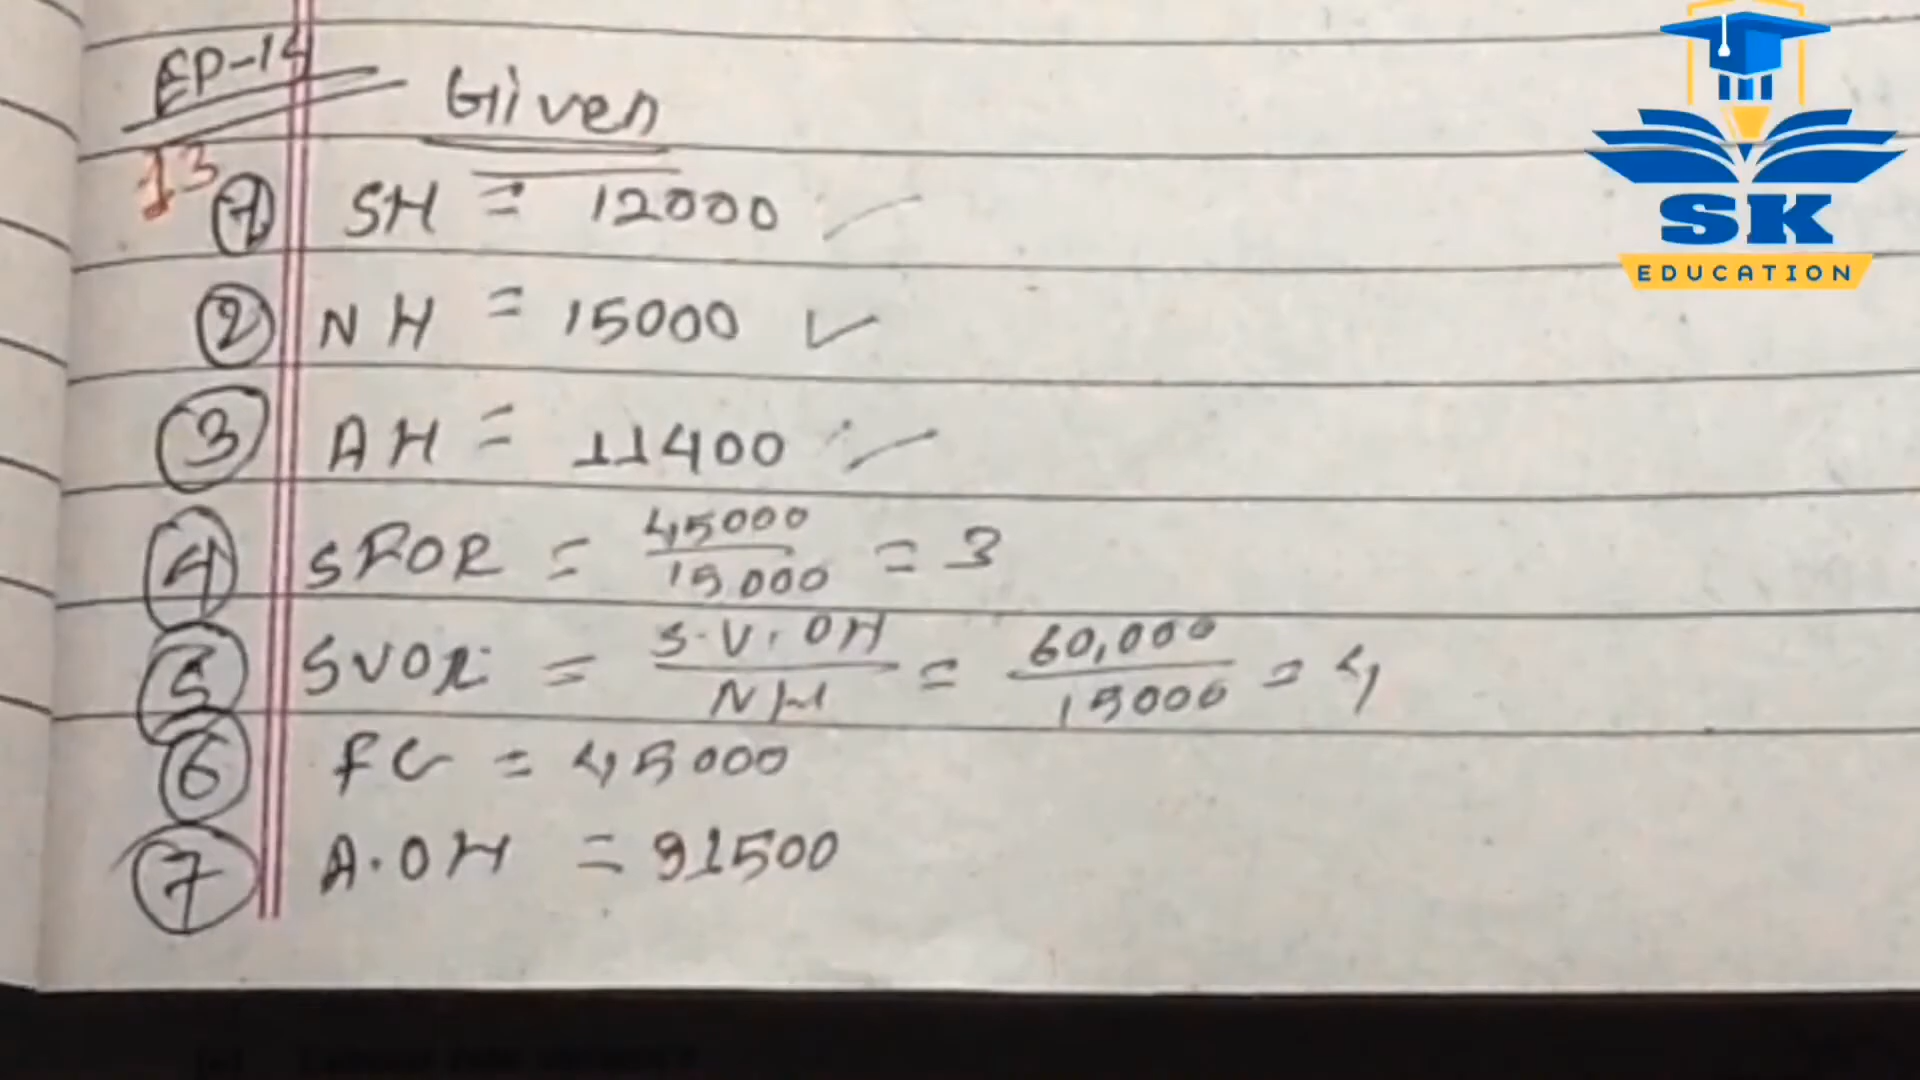 EP-14
Given
13
① SH = 12000
② NH = 15000 ✓
③ AH = 11400
④ SFOR = 45000/15000 = 3
⑤ SVOR = S.V.OH/NH = 60,000/15000 = 4
⑥ FC = 45000
⑦ A.OH = 91500
SK
EDUCATION